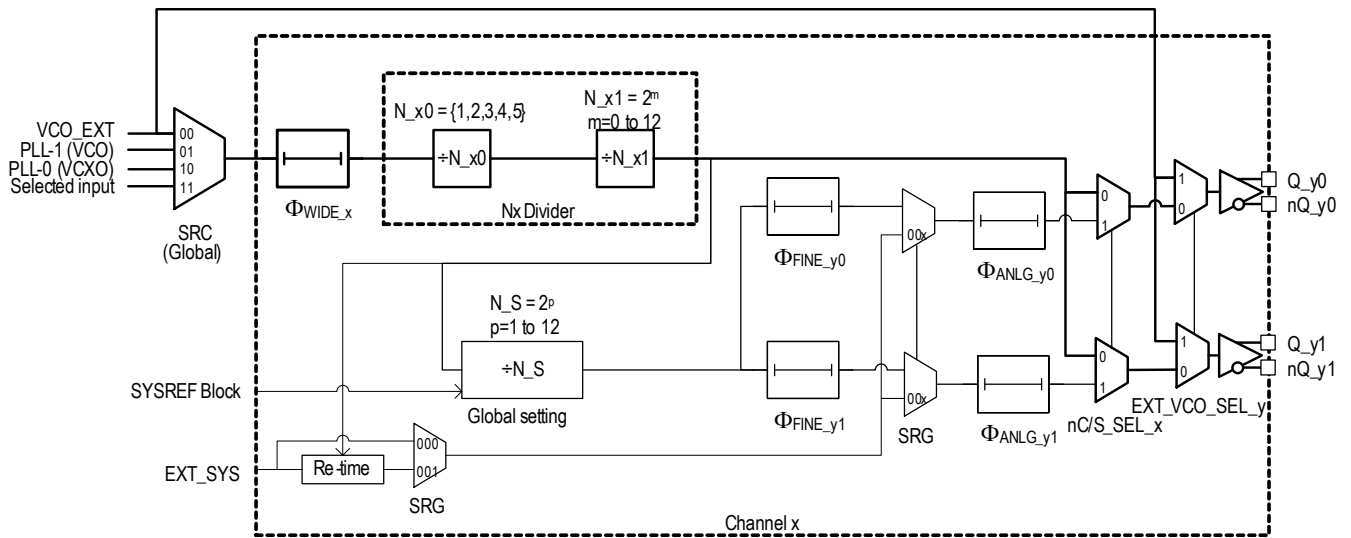 N_x0 = {1,2,3,4,5}
N_x1 = 2ᵐ
m=0 to 12
VCO_EXT
PLL-1 (VCO)
PLL-0 (VCXO)
Selected input
00
01
10
11
SRC
(Global)
ΦWIDE_x
÷N_x0
÷N_x1
Nx Divider
1
0
Q_y0
nQ_y0
0
1
00x
ΦFINE_y0
ΦANLG_y0
N_S = 2ᵖ
p=1 to 12
÷N_S
Global setting
SYSREF Block
ΦFINE_y1
00x
SRG
ΦANLG_y1
0
1
nC/S_SEL_x
1
0
EXT_VCO_SEL_y
Q_y1
nQ_y1
EXT_SYS
Re-time
000
001
SRG
Channel x